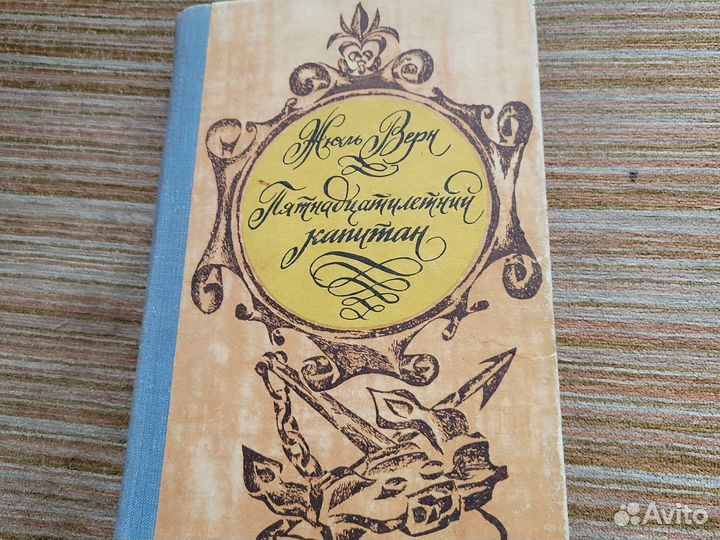 Жюль Верн
Пятнадцатилетний
капитан
Avito